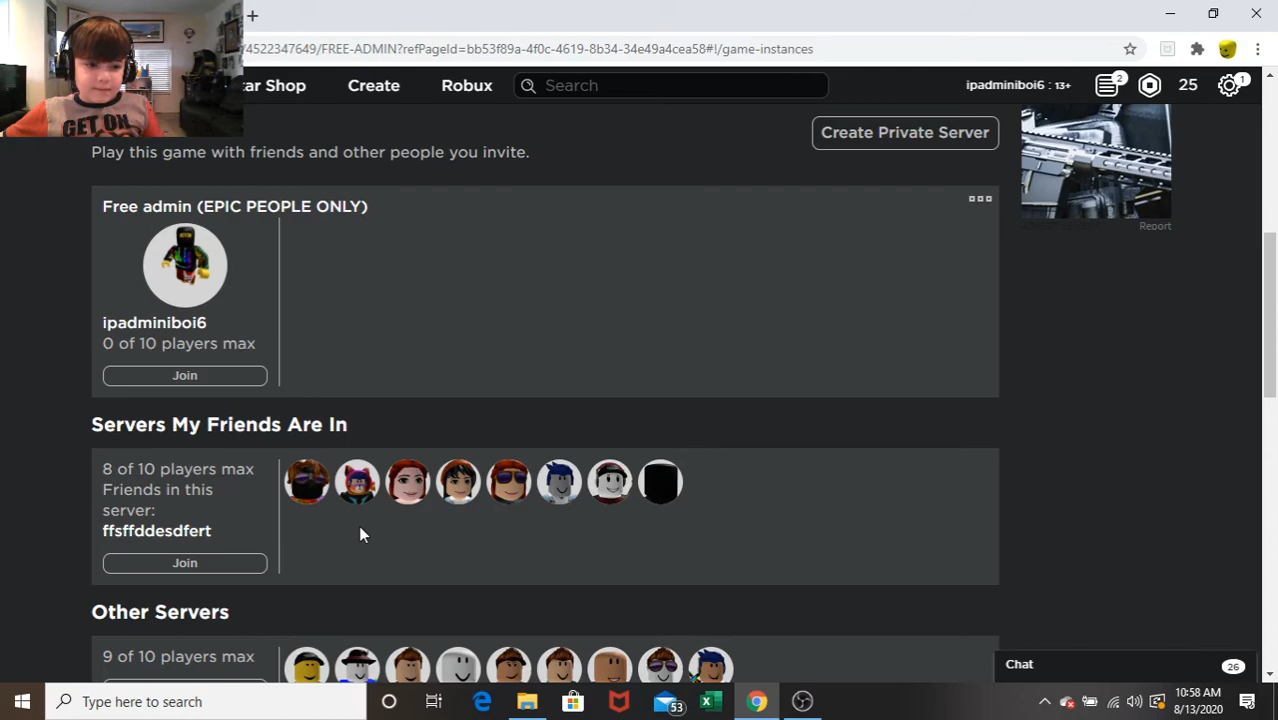 GET ON
4522347649/FREE-ADMIN?refPageId=bb53f89a-4f0c-4619-8b34-34e49a4cea58#!/game-instances
tar Shop
Create
Robux
Search
ipadminiboi6 : 13+
2
25
1
Create Private Server
Play this game with friends and other people you invite.
Free admin (EPIC PEOPLE ONLY)
Report
ipadminiboi6
0 of 10 players max
Join
Servers My Friends Are In
8 of 10 players max
Friends in this
server:
ffsffddesdfert
Join
Other Servers
9 of 10 players max
Chat
26
Type here to search
53
10:58 AM
8/13/2020